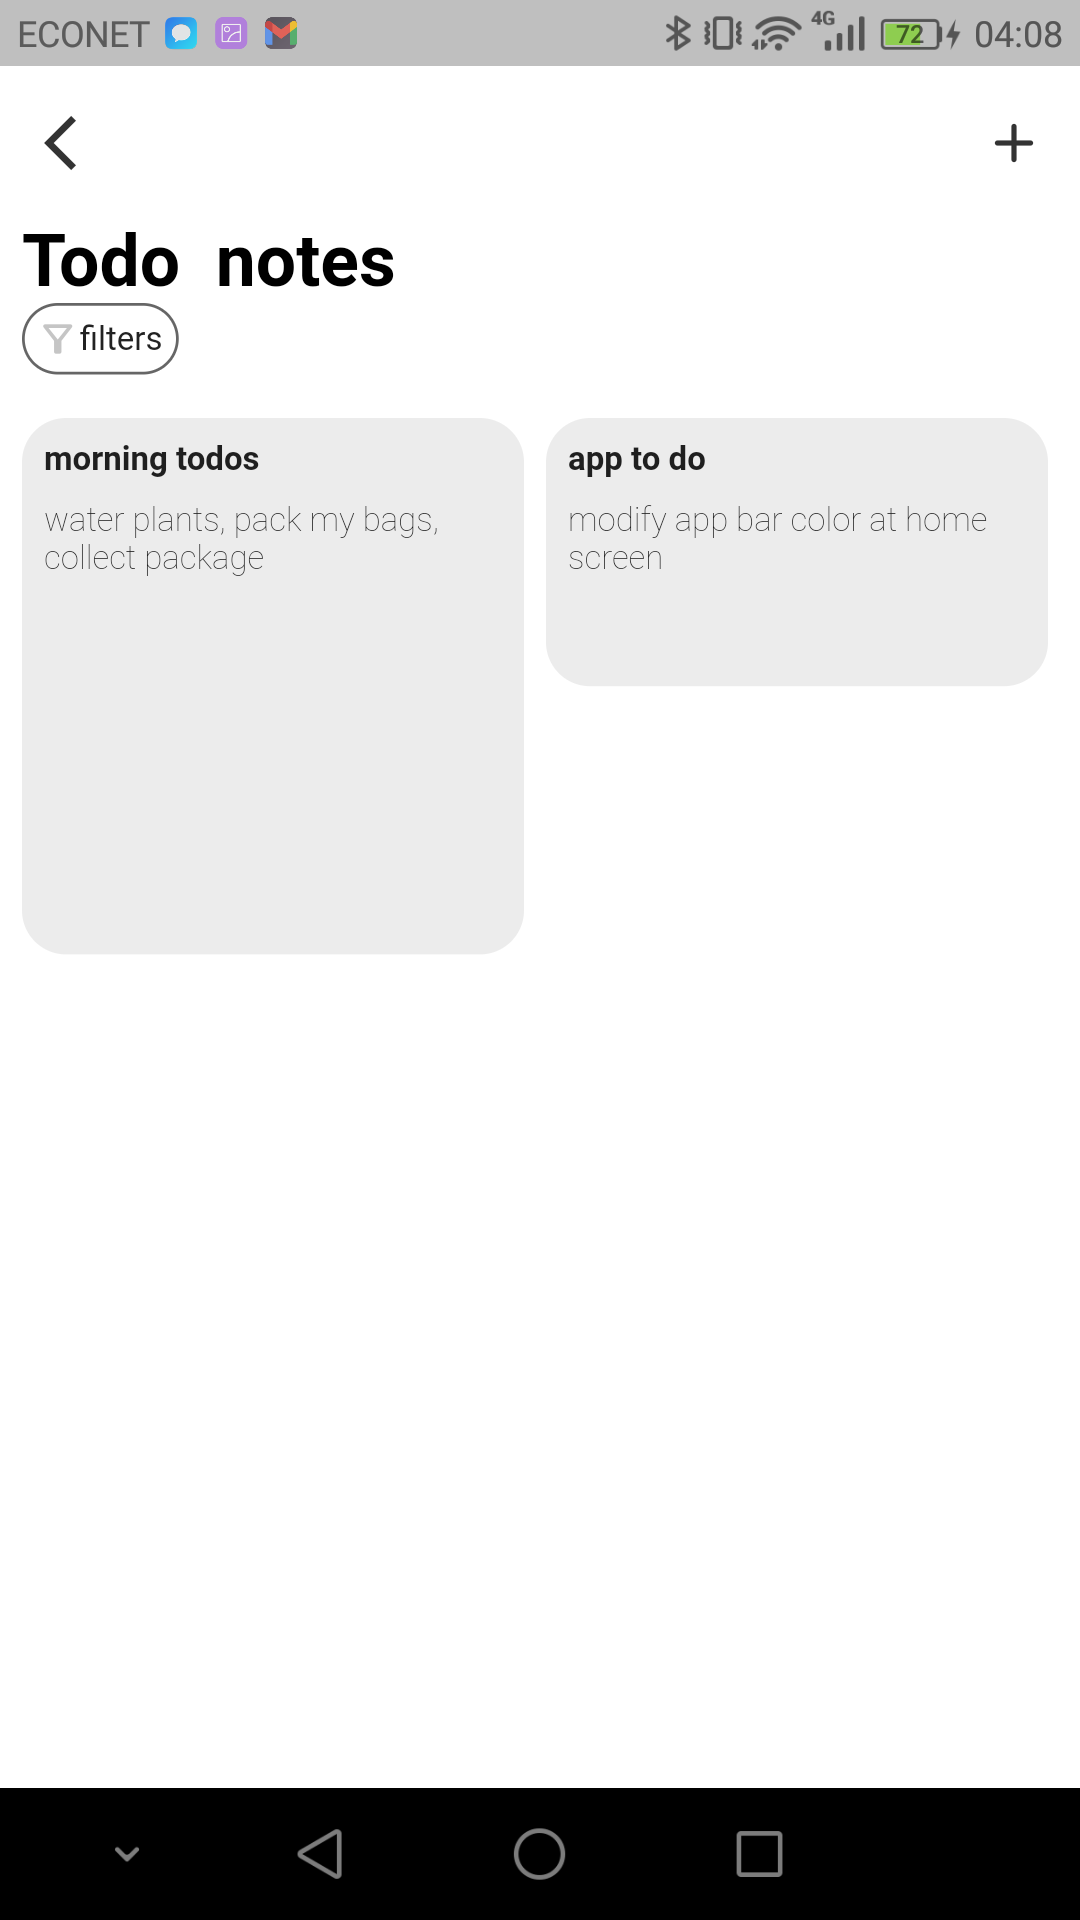 ECONET 4G 72 04:08
Todo notes
filters
morning todos
water plants, pack my bags,
collect package
app to do
modify app bar color at home
screen